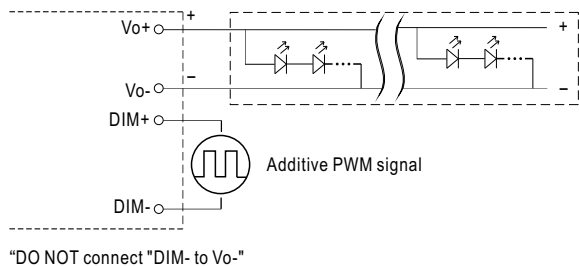 Vo+
+
+
Vo-
–
–
DIM+
Additive PWM signal
DIM-
“DO NOT connect "DIM- to Vo-"